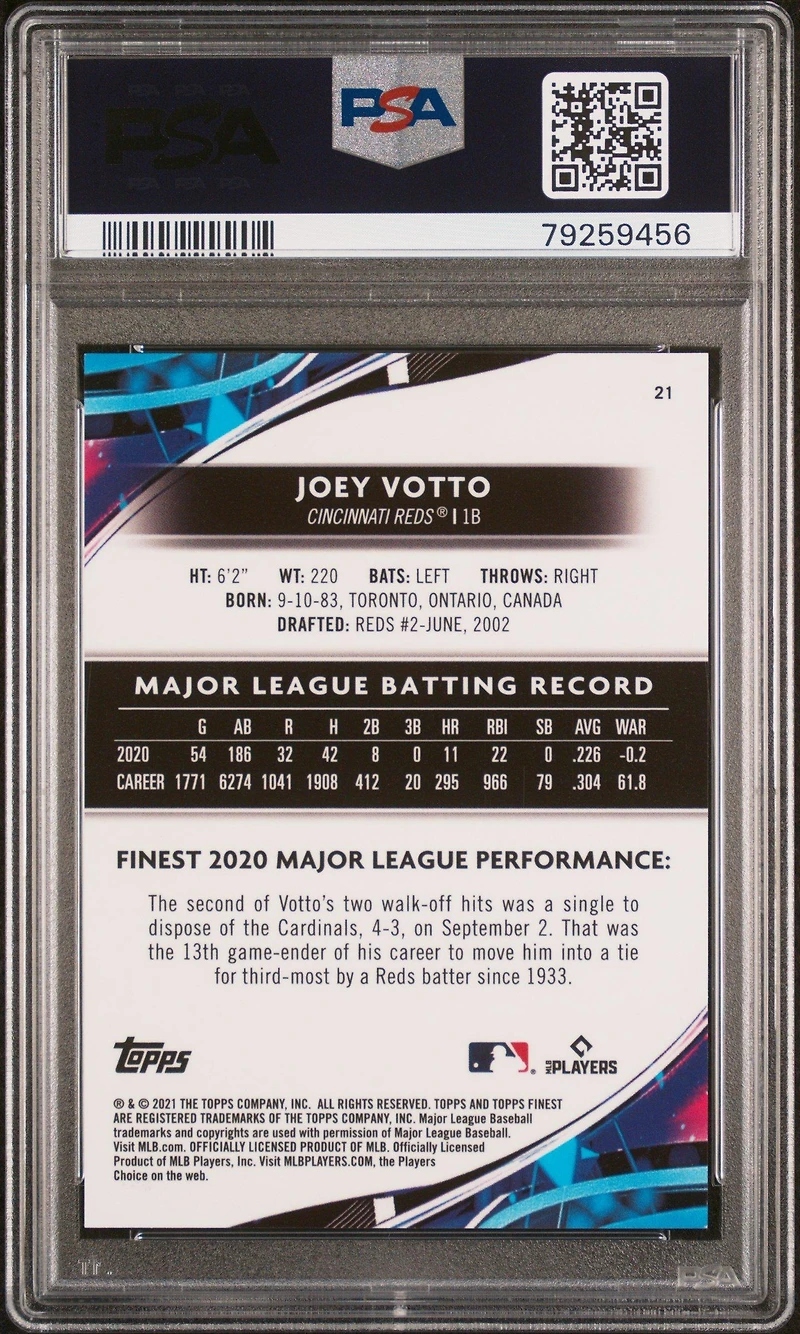 PSA PSA PSA
PSA
PSA PSA PSA
PSA
79259456
21
JOEY VOTTO
CINCINNATI REDS® | 1B
HT: 6'2" WT: 220 BATS: LEFT THROWS: RIGHT
BORN: 9-10-83, TORONTO, ONTARIO, CANADA
DRAFTED: REDS #2-JUNE, 2002
MAJOR LEAGUE BATTING RECORD
G AB R H 2B 3B HR RBI SB AVG WAR
2020 54 186 32 42 8 0 11 22 0 .226 -0.2
CAREER 1771 6274 1041 1908 412 20 295 966 79 .304 61.8
FINEST 2020 MAJOR LEAGUE PERFORMANCE:
The second of Votto's two walk-off hits was a single to
dispose of the Cardinals, 4-3, on September 2. That was
the 13th game-ender of his career to move him into a tie
for third-most by a Reds batter since 1933.
Topps
MLB PLAYERS
® & © 2021 THE TOPPS COMPANY, INC. ALL RIGHTS RESERVED. TOPPS AND TOPPS FINEST
ARE REGISTERED TRADEMARKS OF THE TOPPS COMPANY, INC. Major League Baseball
trademarks and copyrights are used with permission of Major League Baseball.
Visit MLB.com. OFFICIALLY LICENSED PRODUCT OF MLB. Officially Licensed
Product of MLB Players, Inc. Visit MLBPLAYERS.COM, the Players
Choice on the web.
PSA